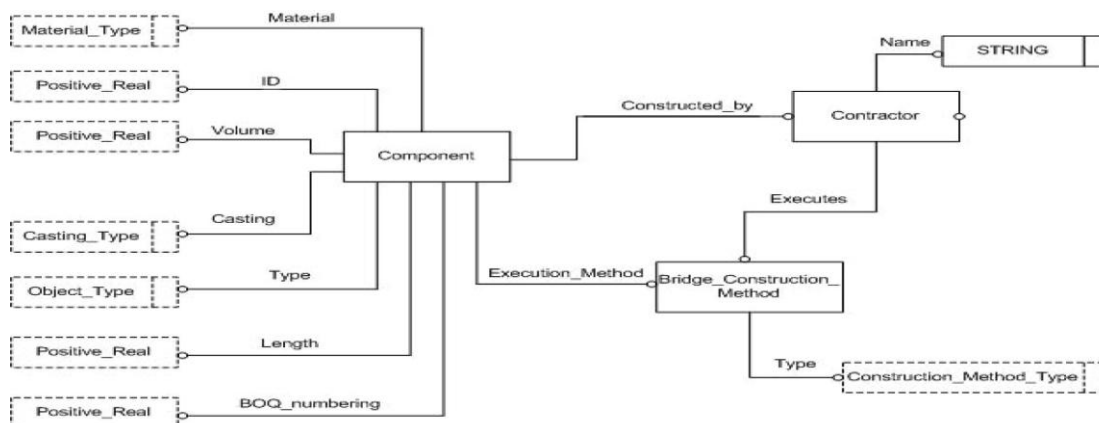 Material
Material_Type
Name
STRING
ID
Positive_Real
Constructed_by
Contractor
Volume
Positive_Real
Component
Executes
Casting
Casting_Type
Type
Object_Type
Execution_Method
Bridge_Construction_
Method
Length
Positive_Real
Type
Construction_Method_Type
BOQ_numbering
Positive_Real